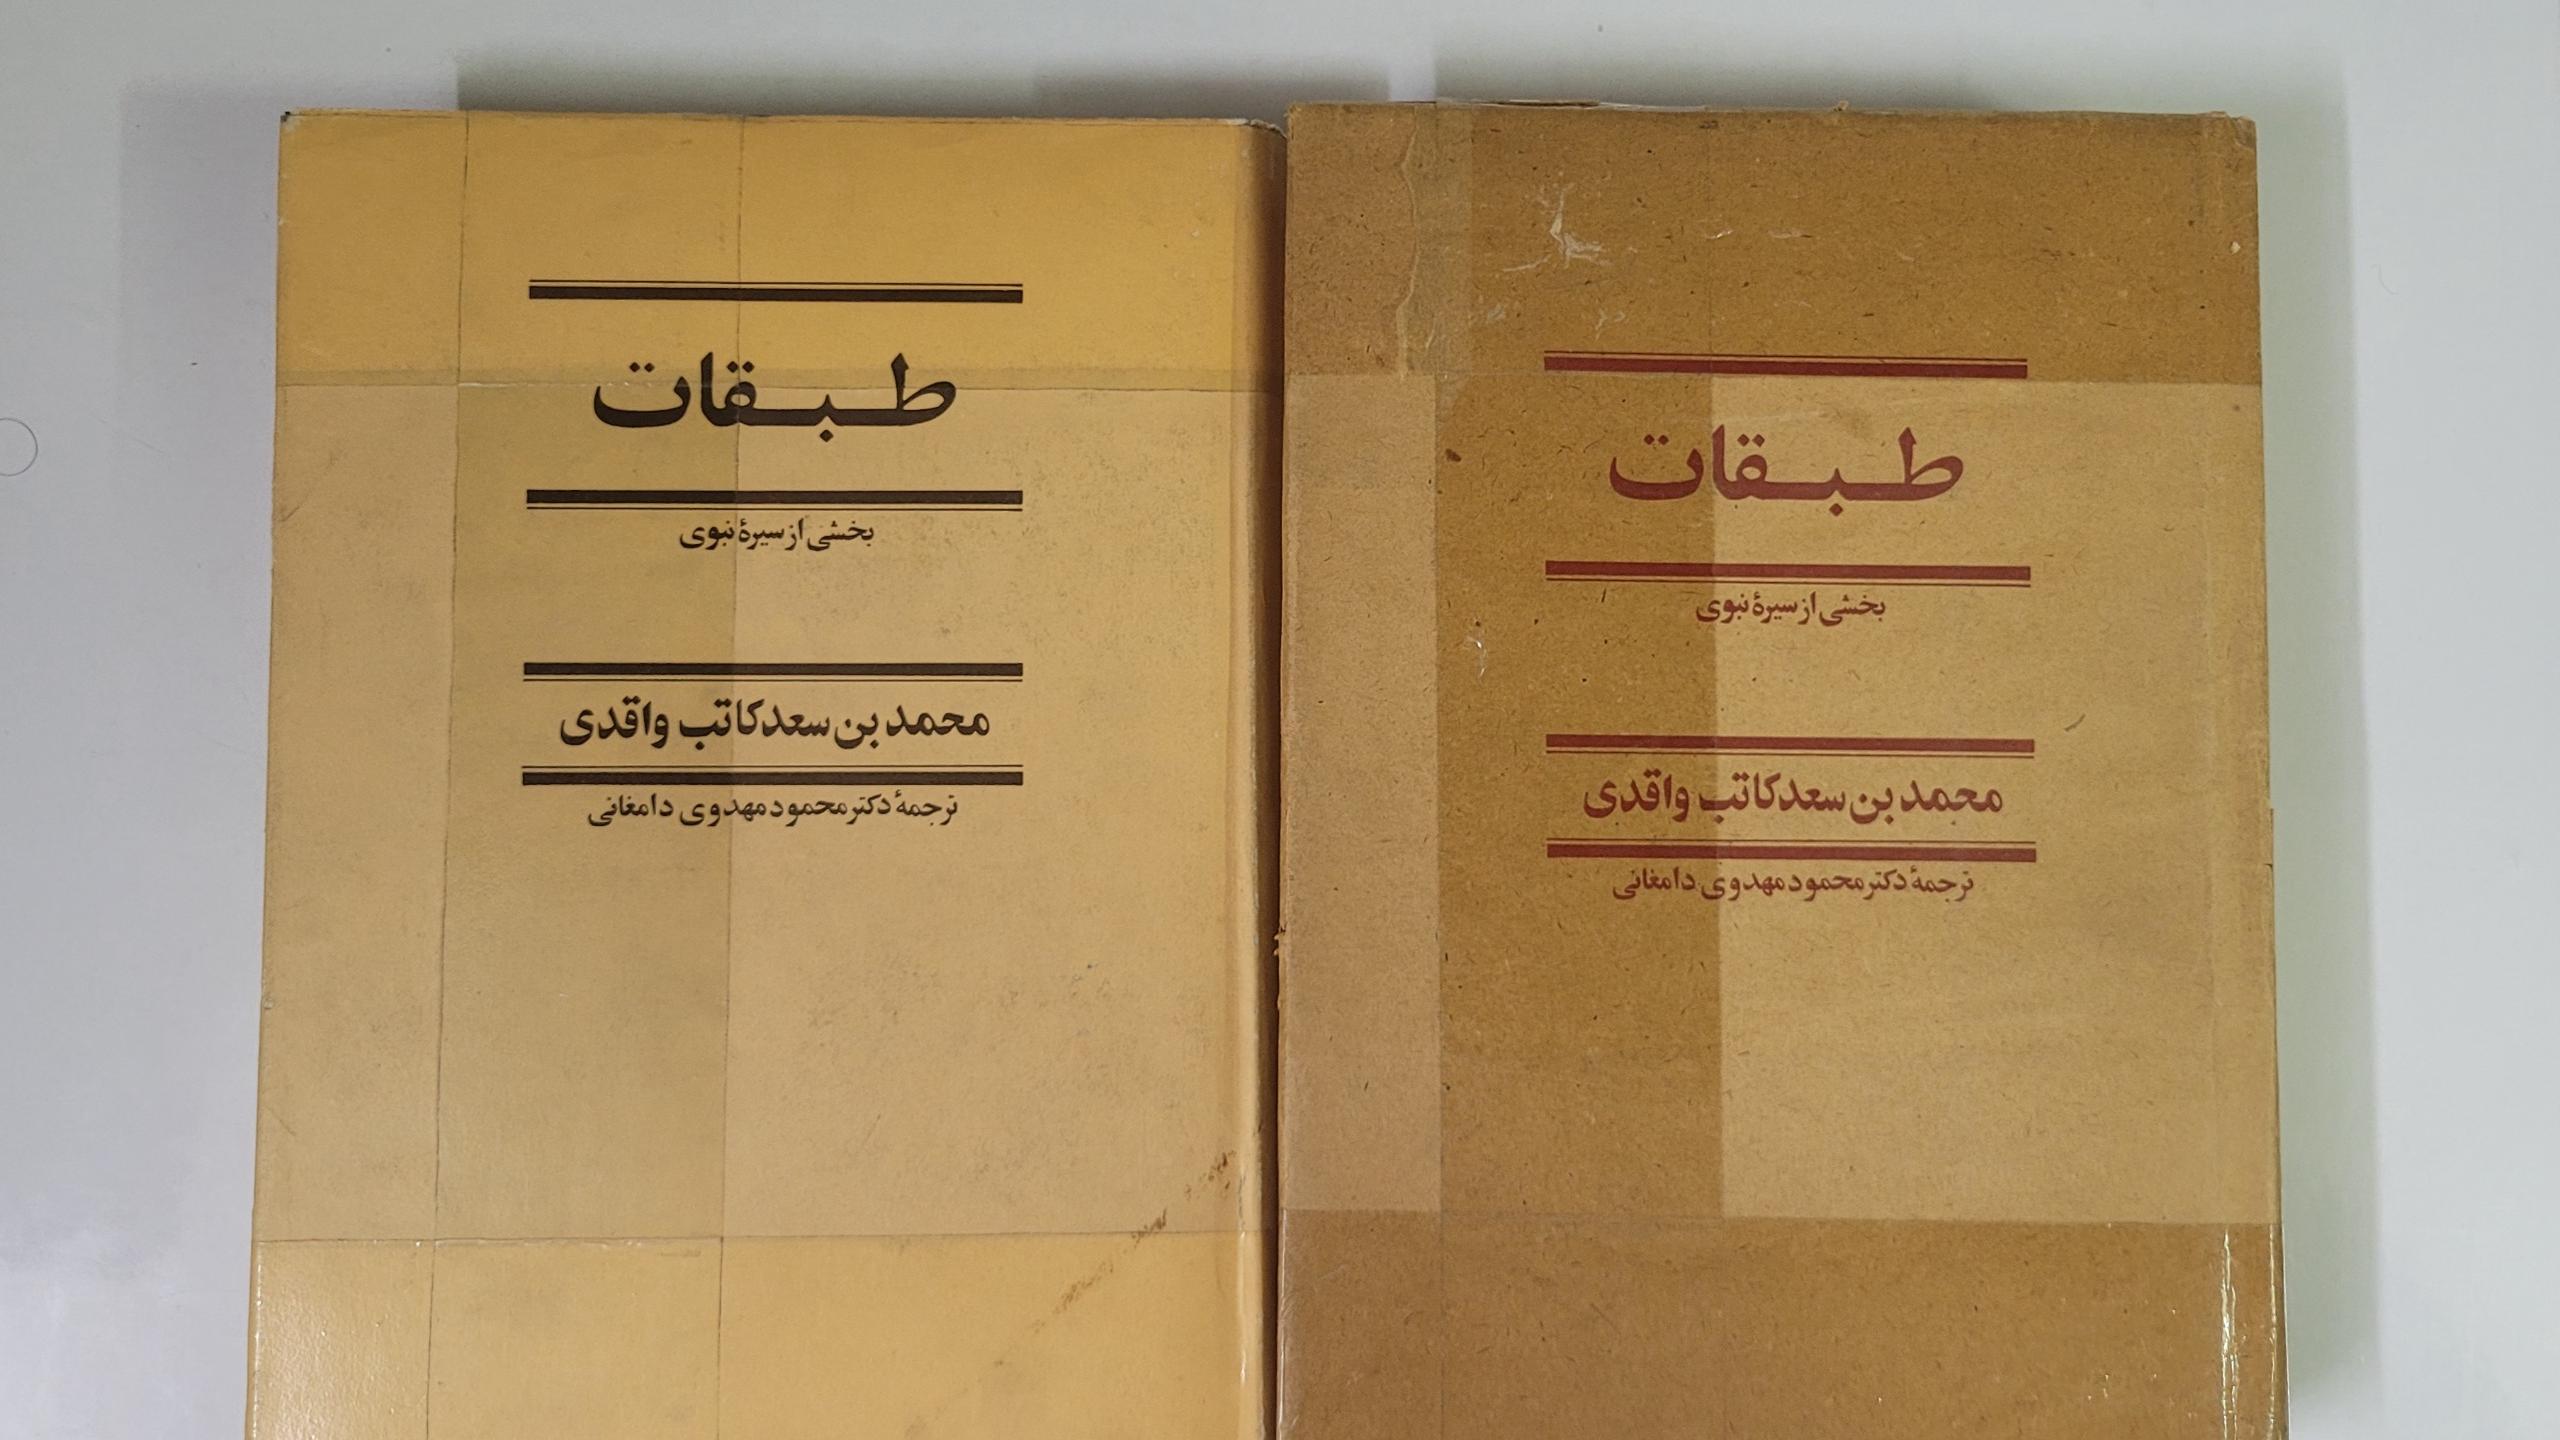 طبقات
بخشی از سیرهٔ نبوی
محمد بن سعد کاتب واقدی
ترجمهٔ دکتر محمود مهدوی دامغانی
طبقات
بخشی از سیرهٔ نبوی
محمد بن سعد کاتب واقدی
ترجمهٔ دکتر محمود مهدوی دامغانی